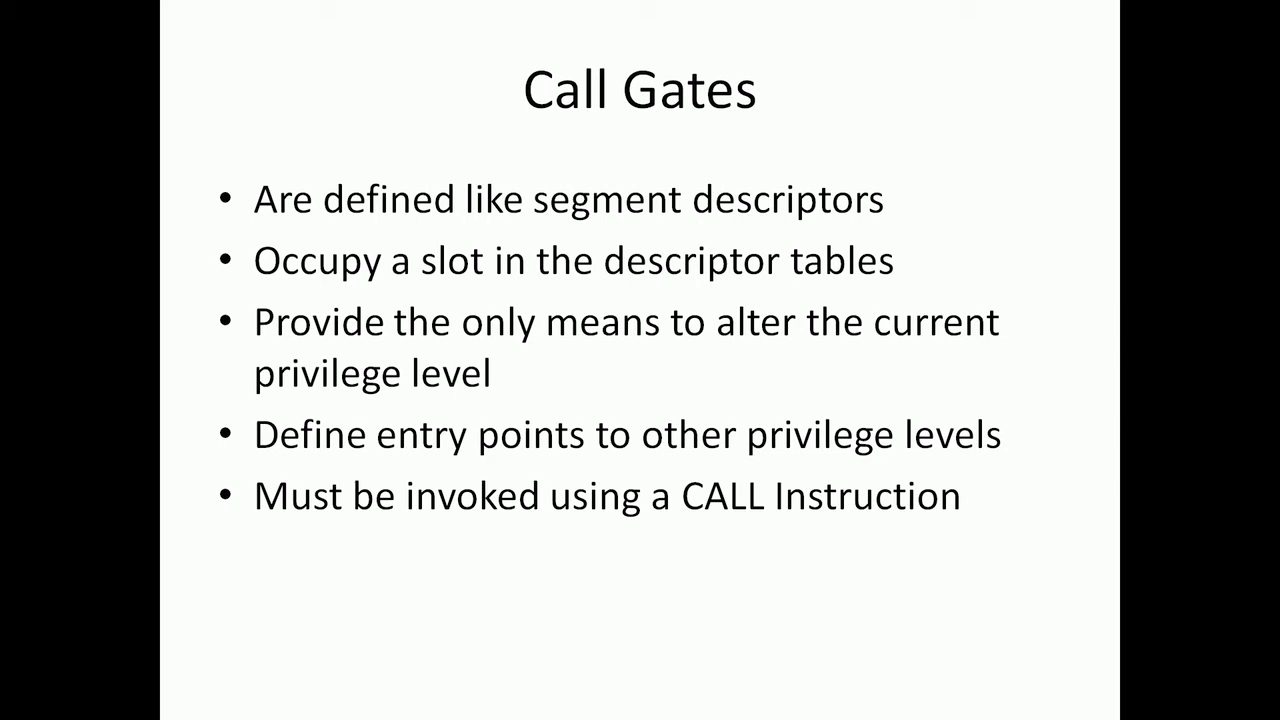 Call Gates
• Are defined like segment descriptors
• Occupy a slot in the descriptor tables
• Provide the only means to alter the current
privilege level
• Define entry points to other privilege levels
• Must be invoked using a CALL Instruction